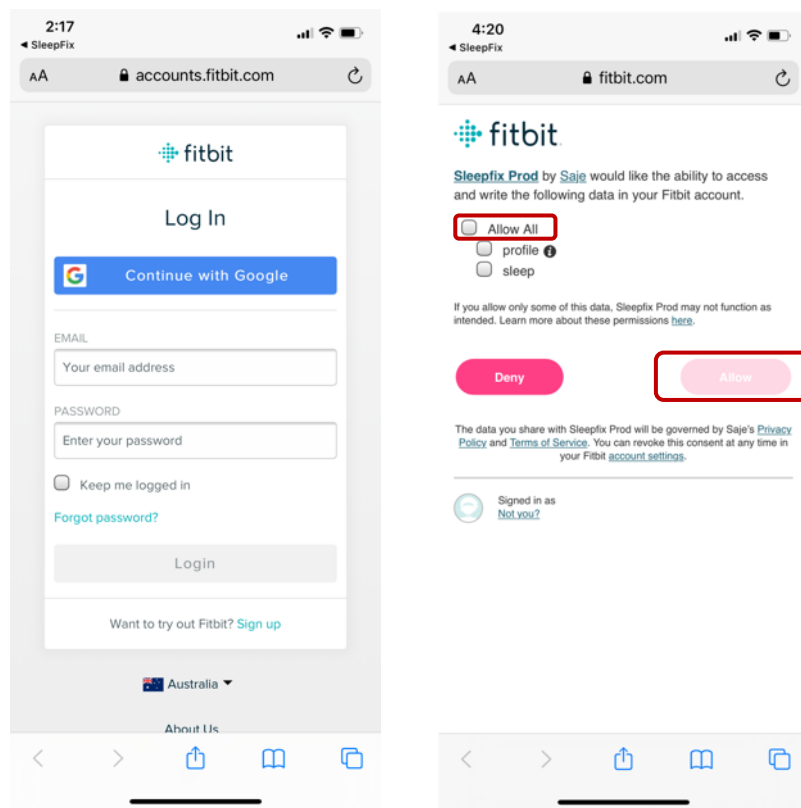 2:17
◀ SleepFix
AA accounts.fitbit.com
fitbit
Log In
Continue with Google
EMAIL
Your email address
PASSWORD
Enter your password
Keep me logged in
Forgot password?
Login
Want to try out Fitbit? Sign up
Australia
About Us
4:20
◀ SleepFix
AA fitbit.com
fitbit.
Sleepfix Prod by Saje would like the ability to access
and write the following data in your Fitbit account.
Allow All
profile
sleep
If you allow only some of this data, Sleepfix Prod may not function as
intended. Learn more about these permissions here.
Deny Allow
The data you share with Sleepfix Prod will be governed by Saje's Privacy
Policy and Terms of Service. You can revoke this consent at any time in
your Fitbit account settings.
Signed in as
Not you?